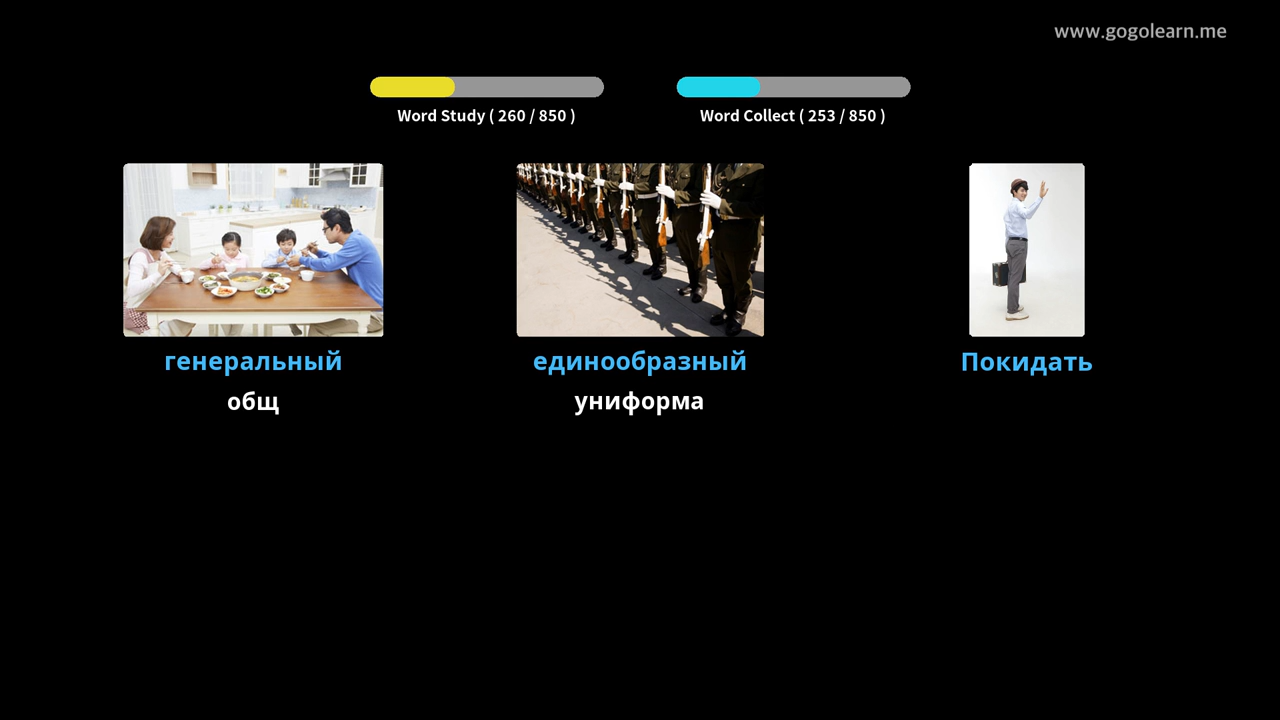 www.gogolearn.me
Word Study ( 260 / 850 )
Word Collect ( 253 / 850 )
генеральный
общ
единообразный
униформа
Покидать